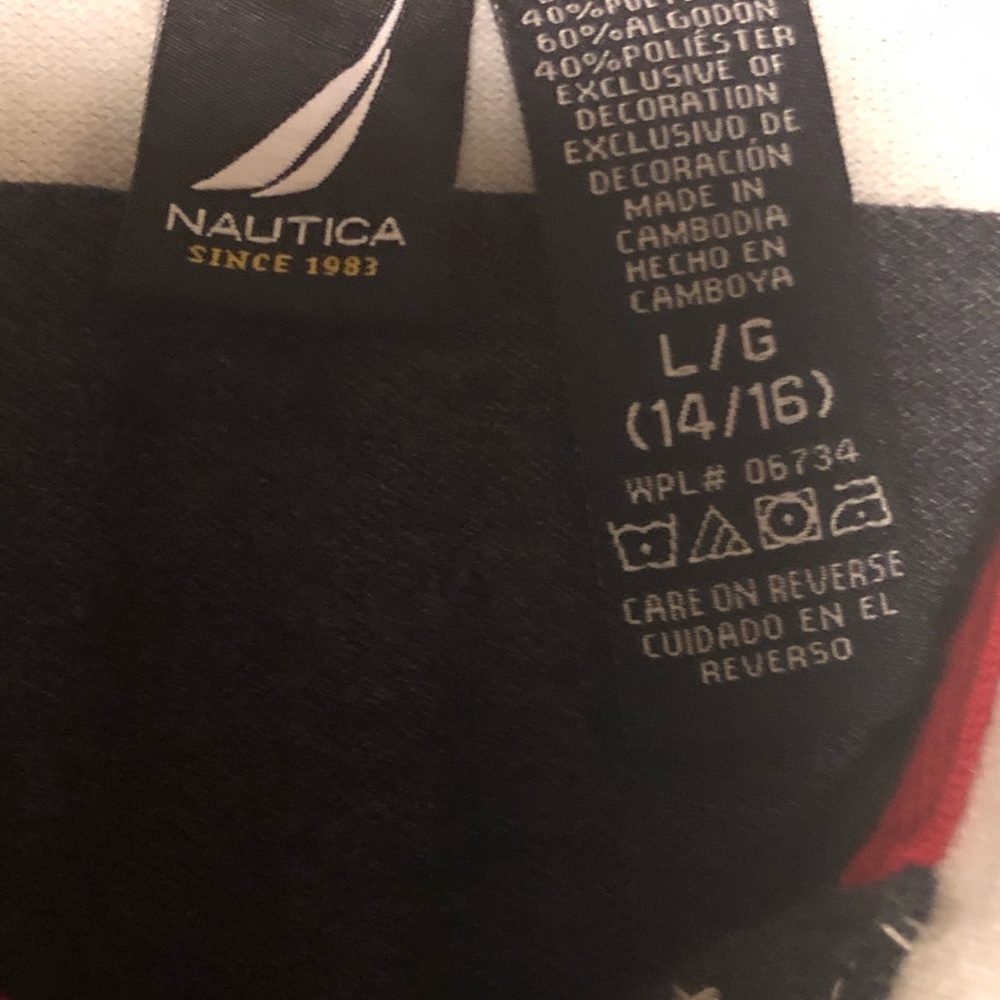 NAUTICA
SINCE 1983
60%ALGODÓN
40%POLIÉSTER
EXCLUSIVE OF
DECORATION
EXCLUSIVO DE
DECORACIÓN
MADE IN
CAMBODIA
HECHO EN
CAMBOYA
L/G
(14/16)
WPL# 06734
CARE ON REVERSE
CUIDADO EN EL
REVERSO